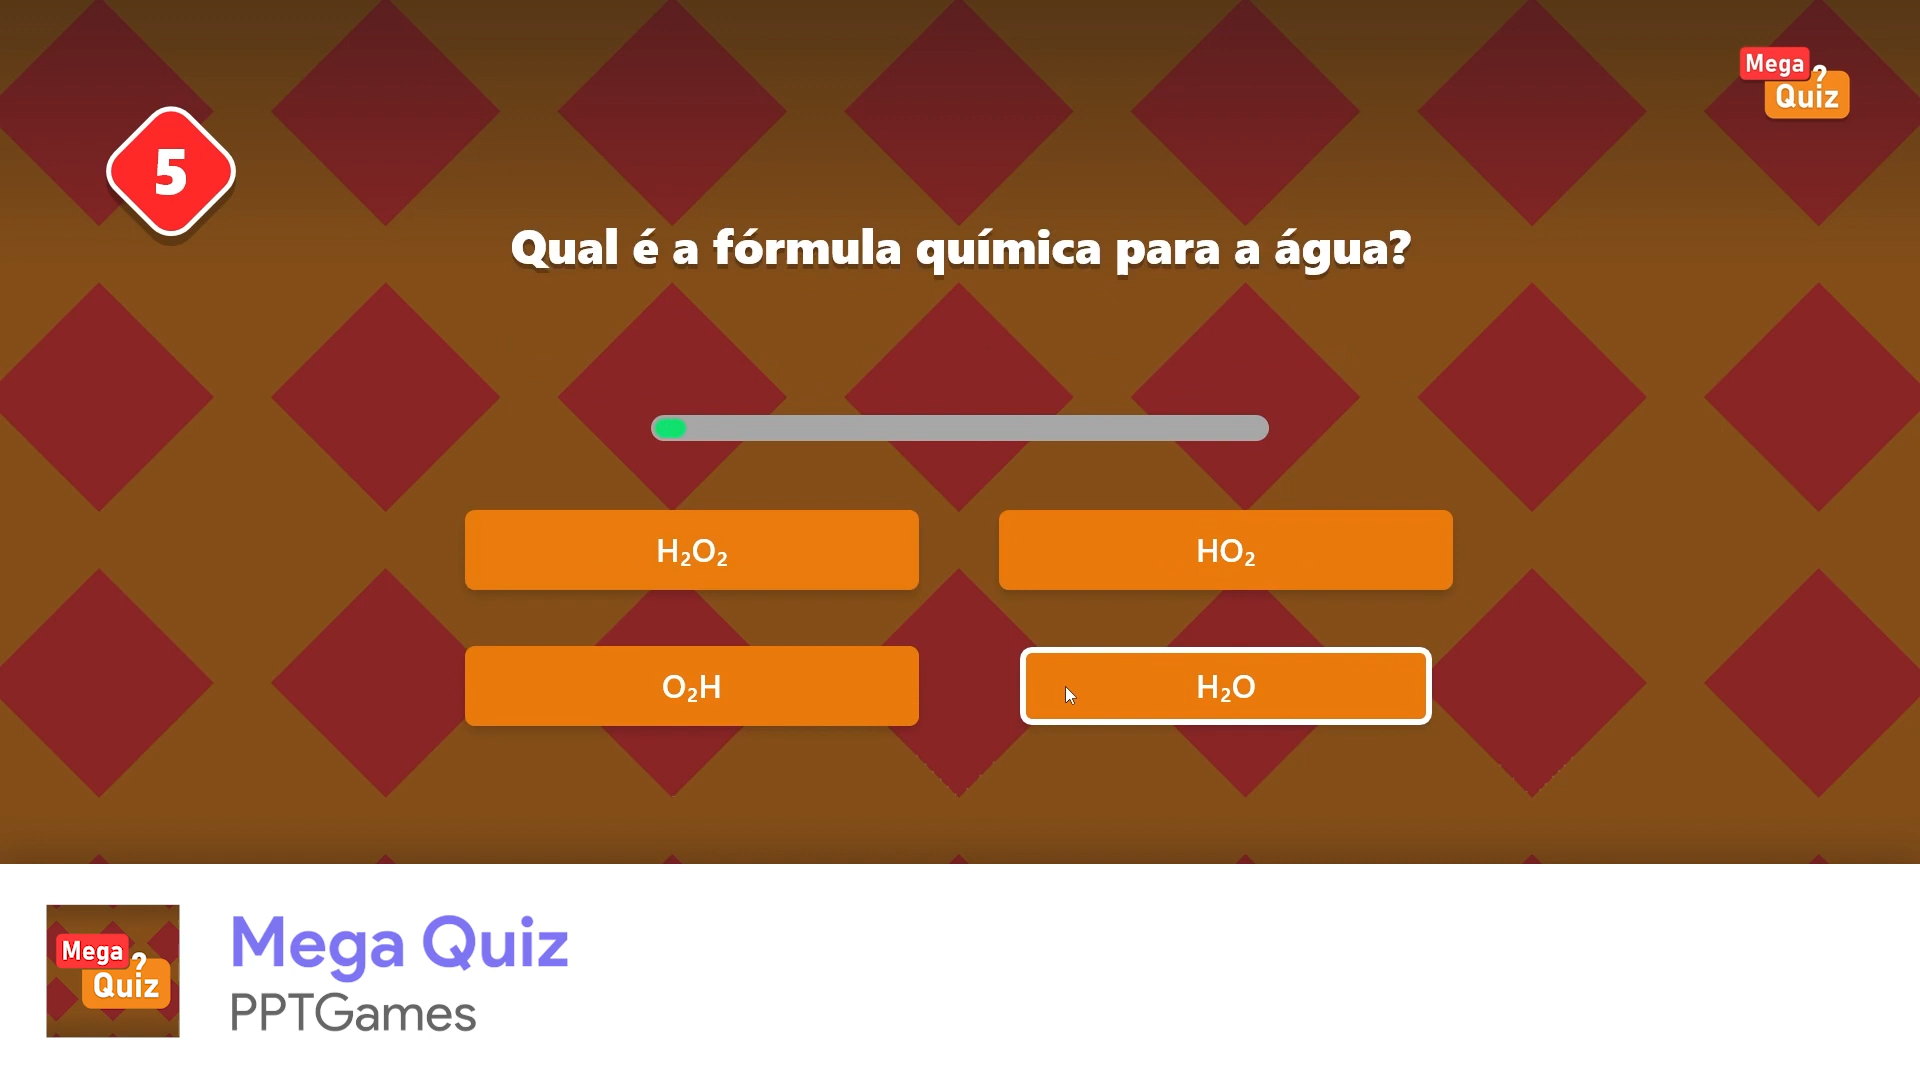 Mega
Quiz?
5
Qual é a fórmula química para a água?
H₂O₂
HO₂
O₂H
H₂O
Mega
Quiz?
Mega Quiz
PPTGames